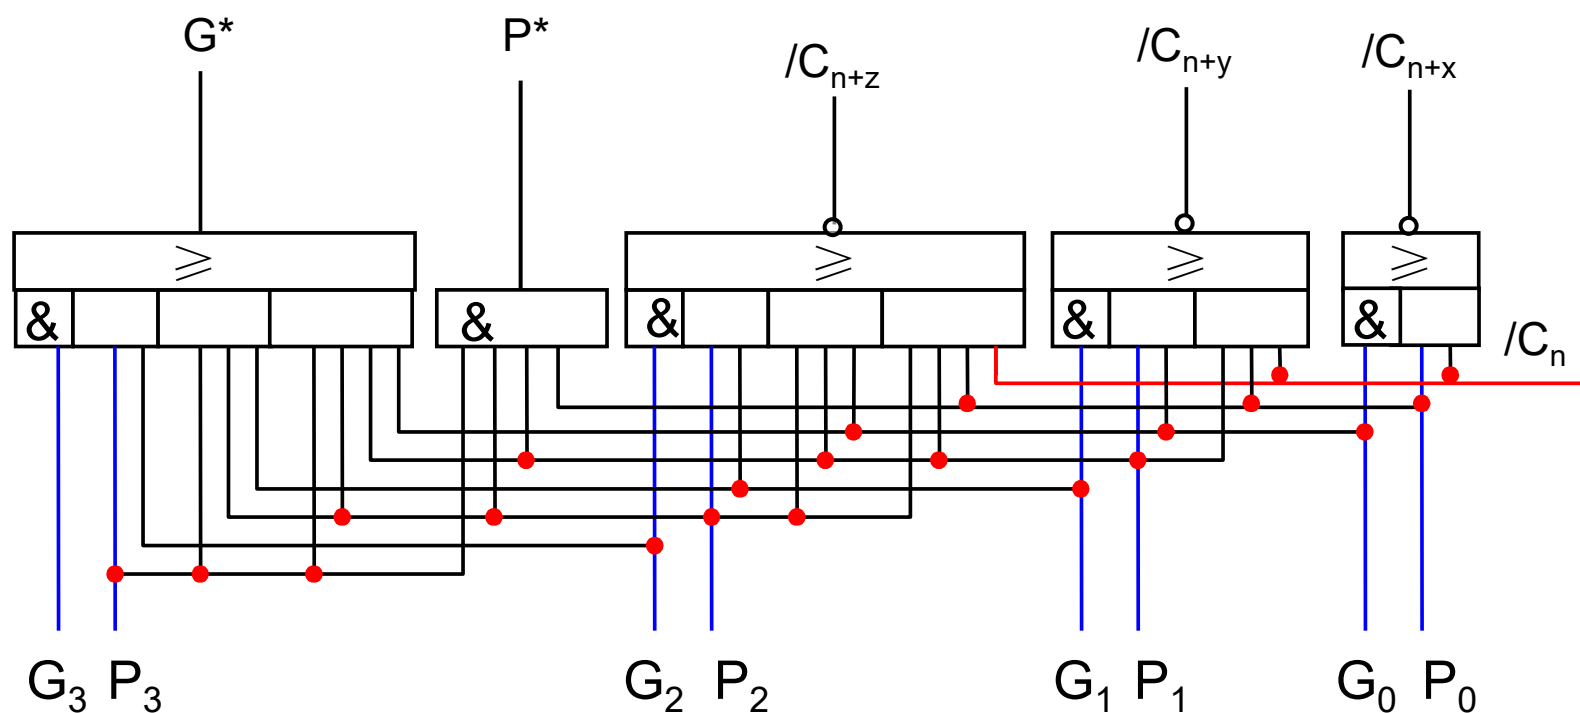 G* P* /Cn+z /Cn+y /Cn+x
≥ ≥ ≥ ≥
& & & & &
/Cn
G3 P3 G2 P2 G1 P1 G0 P0